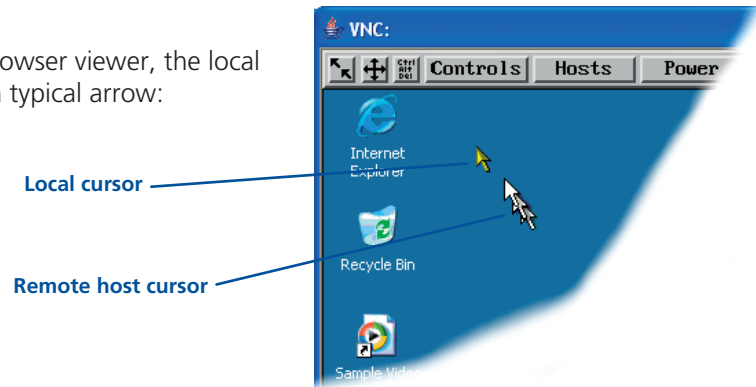 owser viewer, the local
typical arrow:
Local cursor
Remote host cursor
VNC:
Ctrl
Alt
Del
Controls Hosts Power
Internet
Explorer
Recycle Bin
Sample Video